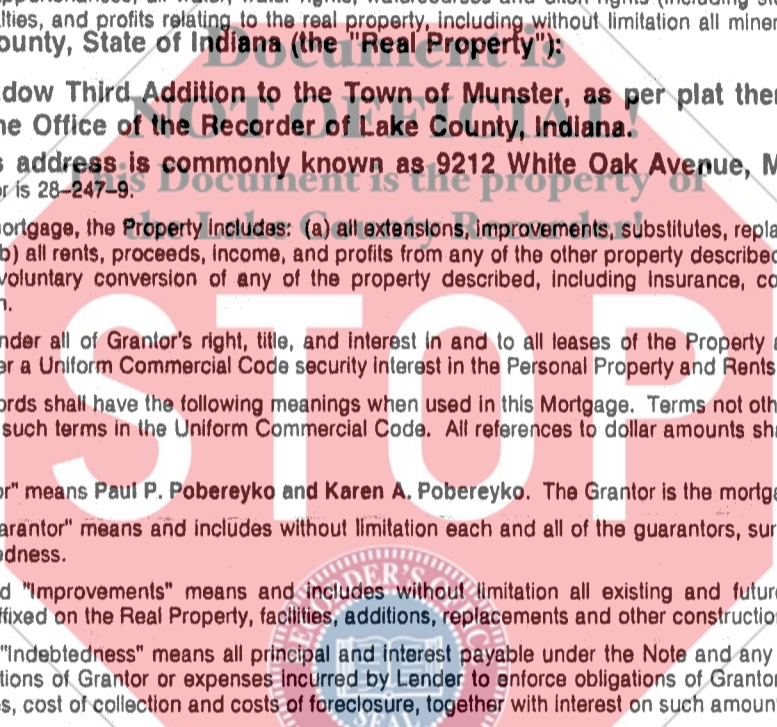 alties, and profits relating to the real property, including without limitation all miner
ounty, State of Indiana (the "Real Property"):
Document is
dow Third Addition to the Town of Munster, as per plat ther
NOT OFFICIAL!
he Office of the Recorder of Lake County, Indiana.
s address is commonly known as 9212 White Oak Avenue, M
This Document is the property of
or is 28-247-9.
the Lake County Recorder!
ortgage, the Property includes: (a) all extensions, improvements, substitutes, repla
b) all rents, proceeds, income, and profits from any of the other property described
voluntary conversion of any of the property described, including insurance, co
n.
STOP
nder all of Grantor's right, title, and interest in and to all leases of the Property a
er a Uniform Commercial Code security interest in the Personal Property and Rents
ords shall have the following meanings when used in this Mortgage. Terms not oth
such terms in the Uniform Commercial Code. All references to dollar amounts sha
or" means Paul P. Pobereyko and Karen A. Pobereyko. The Grantor is the mortga
arantor" means and includes without limitation each and all of the guarantors, sur
edness.
d "Improvements" means and includes without limitation all existing and future
ffixed on the Real Property, facilities, additions, replacements and other constructio
"Indebtedness" means all principal and interest payable under the Note and any
tions of Grantor or expenses incurred by Lender to enforce obligations of Grantor
s, cost of collection and costs of foreclosure, together with interest on such amoun
SEAL